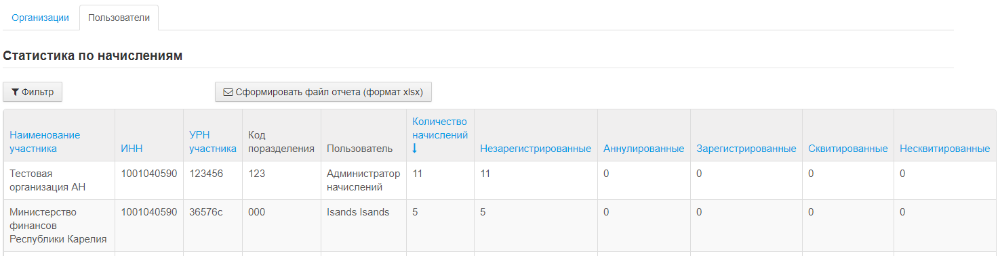 Организации Пользователи
Статистика по начислениям
Фильтр Сформировать файл отчета (формат xlsx)
Наименование участника ИНН УРН участника Код поразделения Пользователь Количество начислений Незарегистрированные Аннулированные Зарегистрированные Сквитированные Несквитированные
Тестовая организация АН 1001040590 123456 123 Администратор начислений 11 11 0 0 0 0
Министерство финансов Республики Карелия 1001040590 36576c 000 Isands Isands 5 5 0 0 0 0